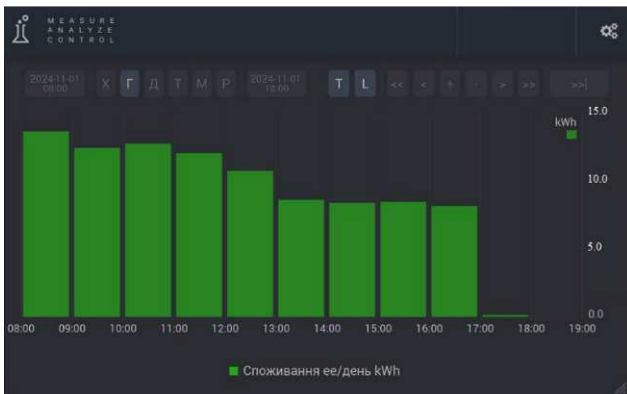 MEASURE
ANALYZE
CONTROL
2024-11-01 08:00 Х Г Д Т М Р 2024-11-01 18:00 T L << < + - > >> >>|
15.0
kWh
10.0
5.0
0.0
08:00 09:00 10:00 11:00 12:00 13:00 14:00 15:00 16:00 17:00 18:00 19:00
Споживання ее/день kWh